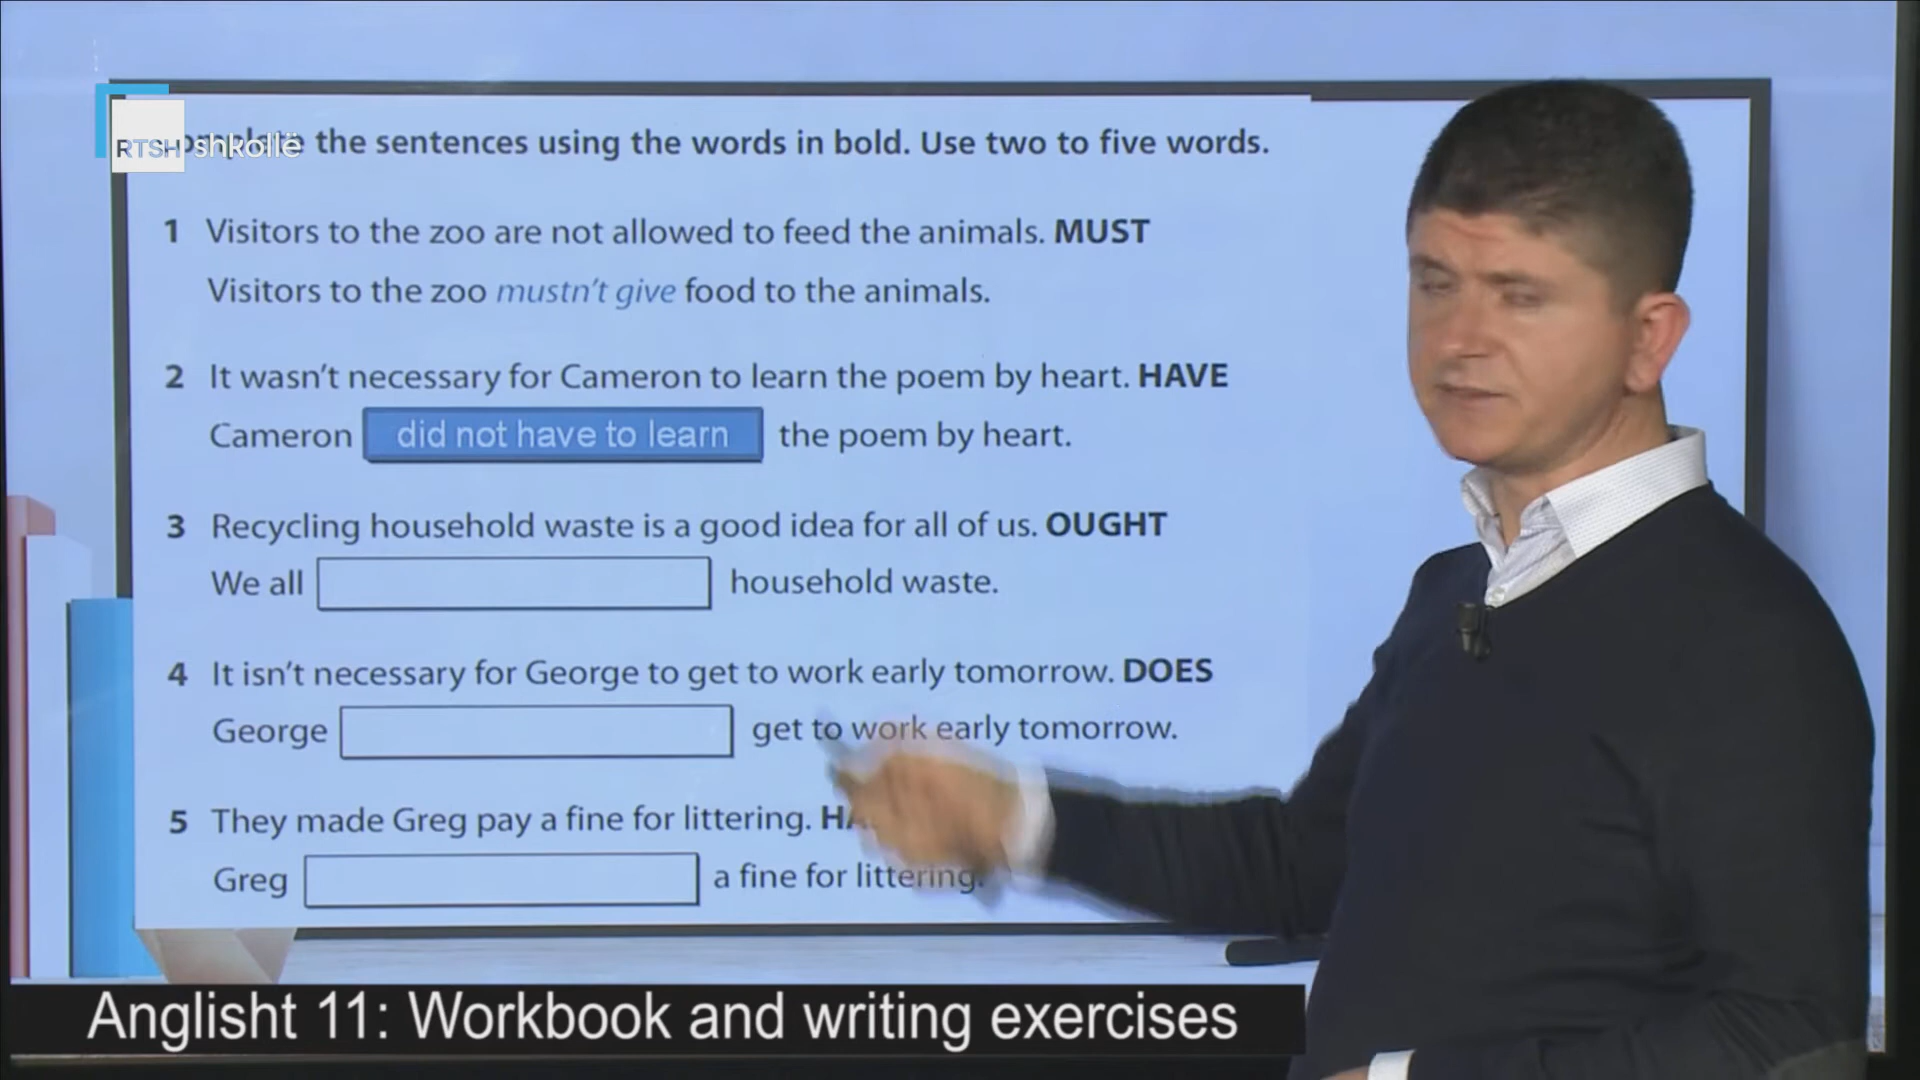 RTSH shkollë
the sentences using the words in bold. Use two to five words.
1 Visitors to the zoo are not allowed to feed the animals. MUST
Visitors to the zoo mustn't give food to the animals.
2 It wasn't necessary for Cameron to learn the poem by heart. HAVE
Cameron did not have to learn the poem by heart.
3 Recycling household waste is a good idea for all of us. OUGHT
We all household waste.
4 It isn't necessary for George to get to work early tomorrow. DOES
George get to work early tomorrow.
5 They made Greg pay a fine for littering.
Greg a fine for littering.
Anglisht 11: Workbook and writing exercises